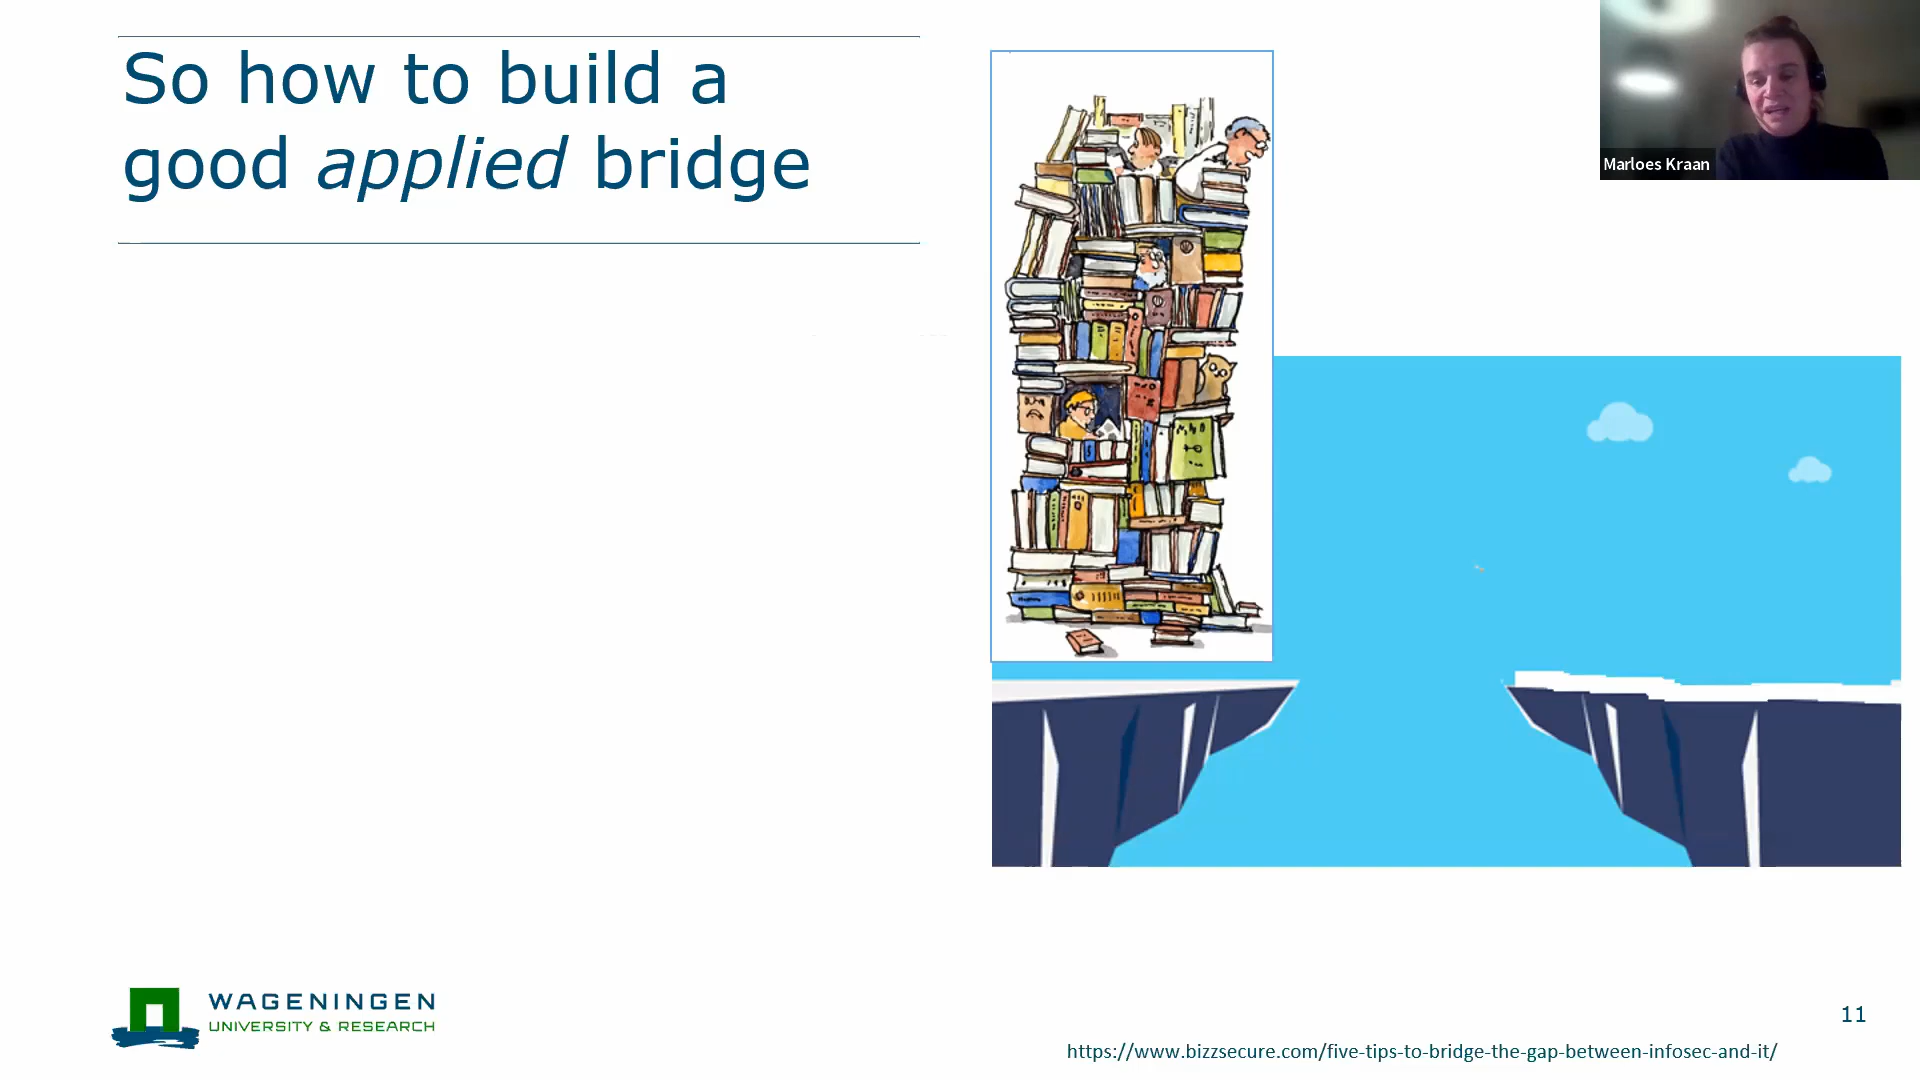 So how to build a
good applied bridge
Marloes Kraan
WAGENINGEN
UNIVERSITY & RESEARCH
11
https://www.bizzsecure.com/five-tips-to-bridge-the-gap-between-infosec-and-it/